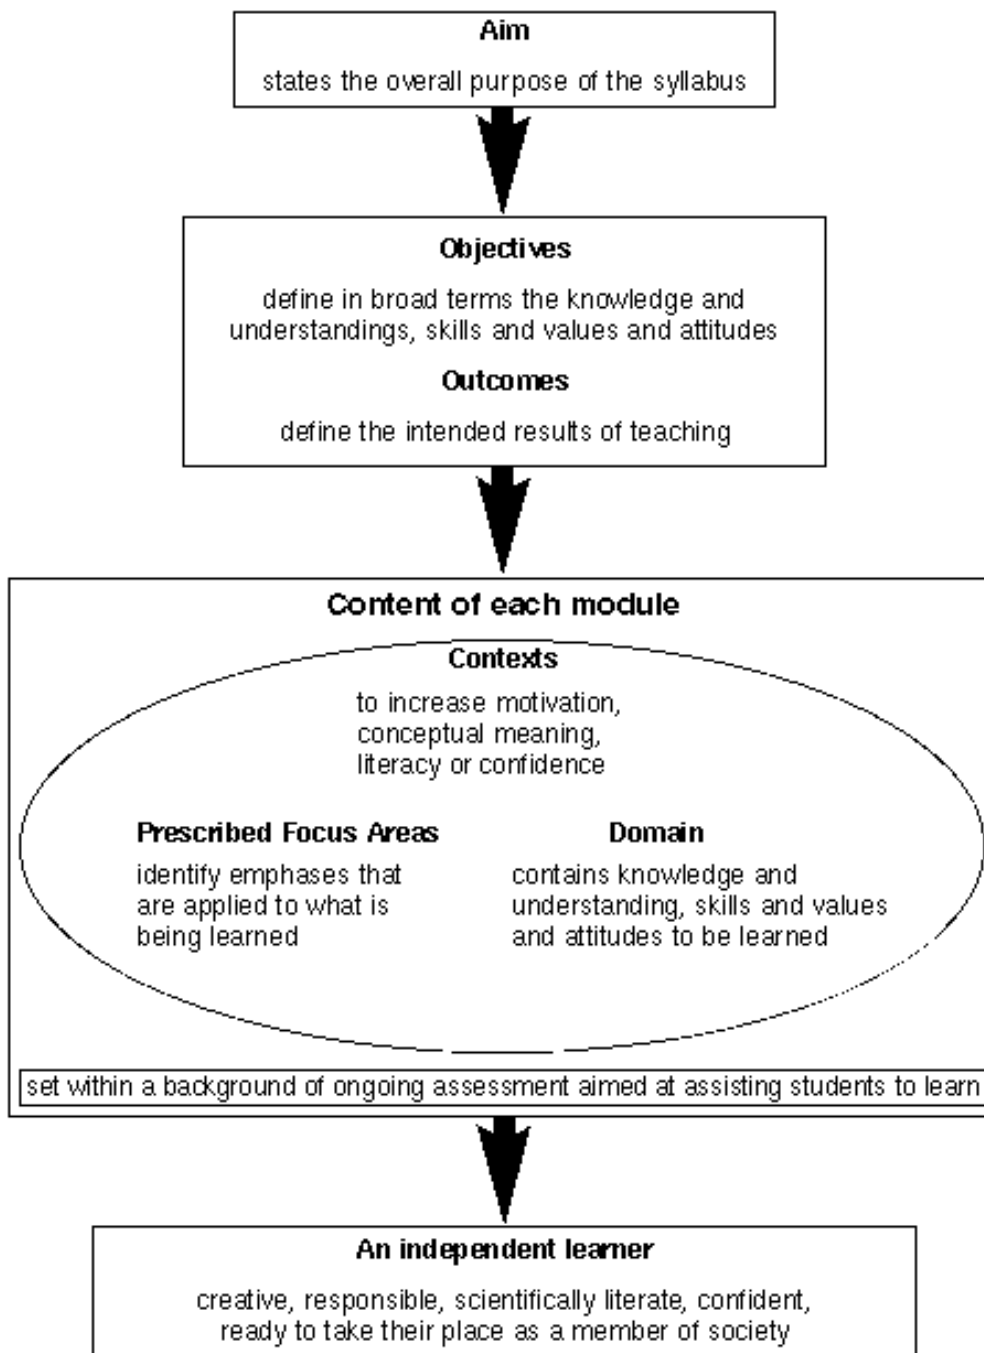 Aim
states the overall purpose of the syllabus
Objectives
define in broad terms the knowledge and
understandings, skills and values and attitudes
Outcomes
define the intended results of teaching
Content of each module
Contexts
to increase motivation,
conceptual meaning,
literacy or confidence
Prescribed Focus Areas
identify emphases that
are applied to what is
being learned
Domain
contains knowledge and
understanding, skills and values
and attitudes to be learned
set within a background of ongoing assessment aimed at assisting students to learn
An independent learner
creative, responsible, scientifically literate, confident,
ready to take their place as a member of society